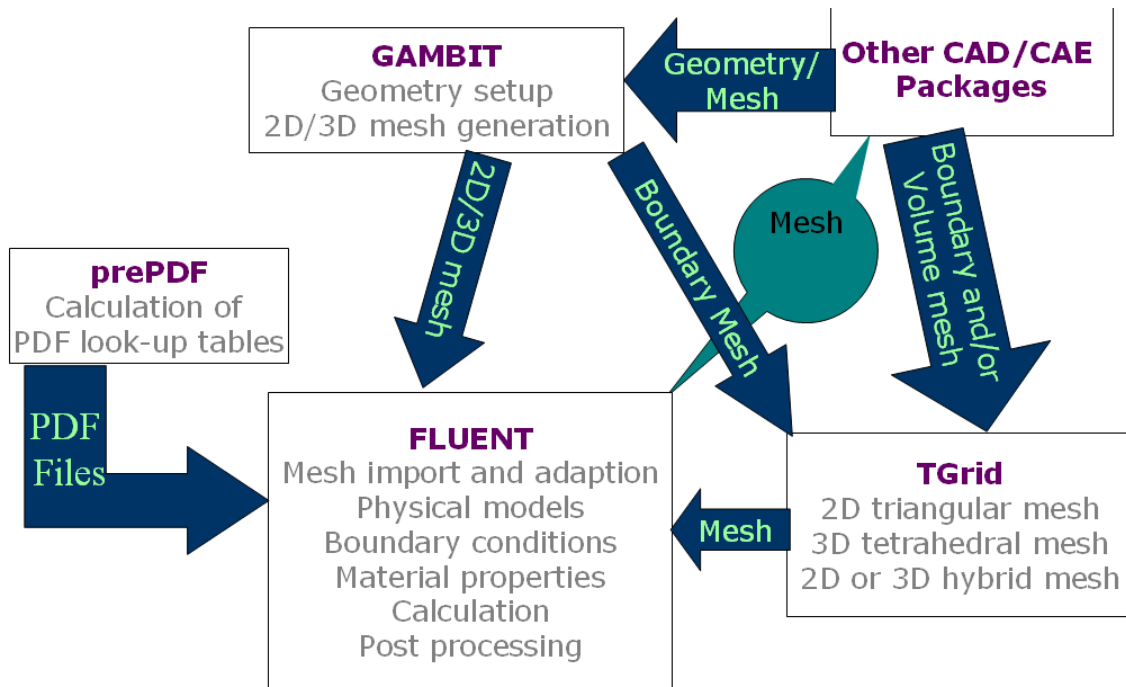 GAMBIT
Geometry setup
2D/3D mesh generation
Geometry/
Mesh
Other CAD/CAE
Packages
2D/3D mesh
Boundary Mesh
Mesh
Boundary and/or
Volume mesh
prePDF
Calculation of
PDF look-up tables
PDF
Files
FLUENT
Mesh import and adaption
Physical models
Boundary conditions
Material properties
Calculation
Post processing
Mesh
TGrid
2D triangular mesh
3D tetrahedral mesh
2D or 3D hybrid mesh